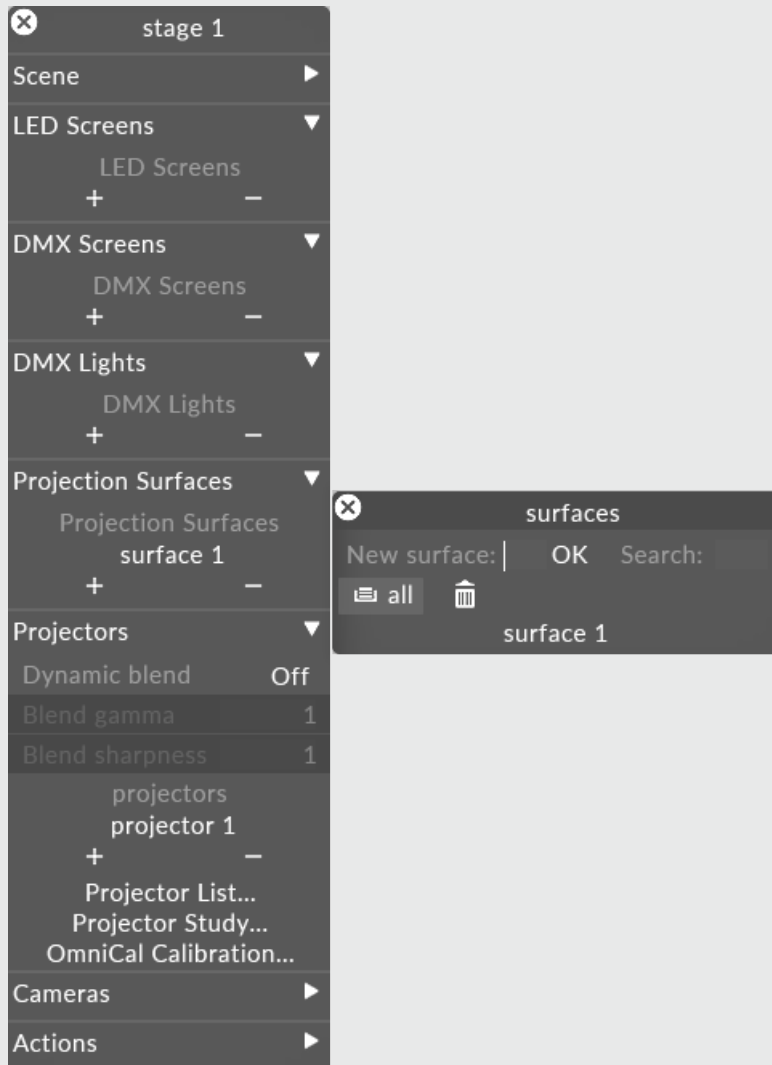 stage 1
Scene
LED Screens
LED Screens
+ −
DMX Screens
DMX Screens
+ −
DMX Lights
DMX Lights
+ −
Projection Surfaces
Projection Surfaces
surface 1
+ −
Projectors
Dynamic blend Off
Blend gamma 1
Blend sharpness 1
projectors
projector 1
+ −
Projector List...
Projector Study...
OmniCal Calibration...
Cameras
Actions
surfaces
New surface: OK Search:
all
surface 1